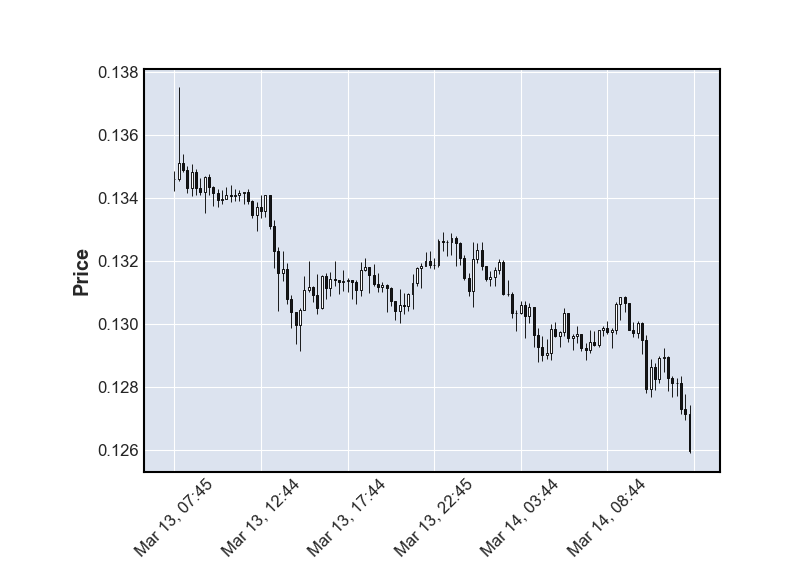 0.138
0.136
0.134
0.132
0.130
0.128
0.126
Price
Mar 13, 07:45
Mar 13, 12:44
Mar 13, 17:44
Mar 13, 22:45
Mar 14, 03:44
Mar 14, 08:44